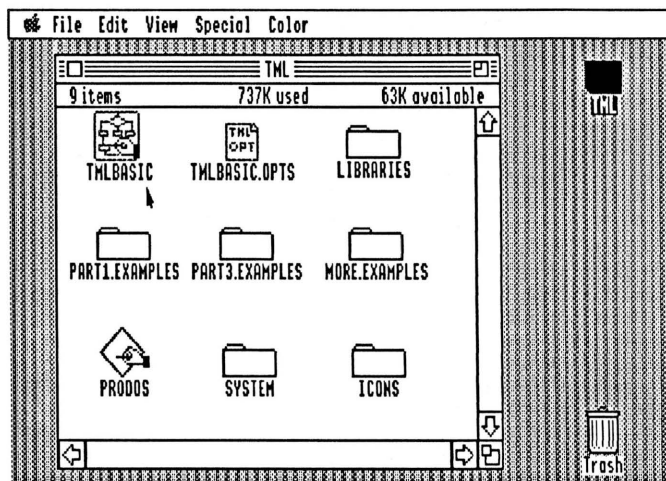 File Edit View Special Color
TML
9 items 737K used 63K available
TML
OPT
TMLBASIC TMLBASIC.OPTS LIBRARIES
PART1.EXAMPLES PART3.EXAMPLES MORE.EXAMPLES
PRODOS SYSTEM ICONS
TML
Trash